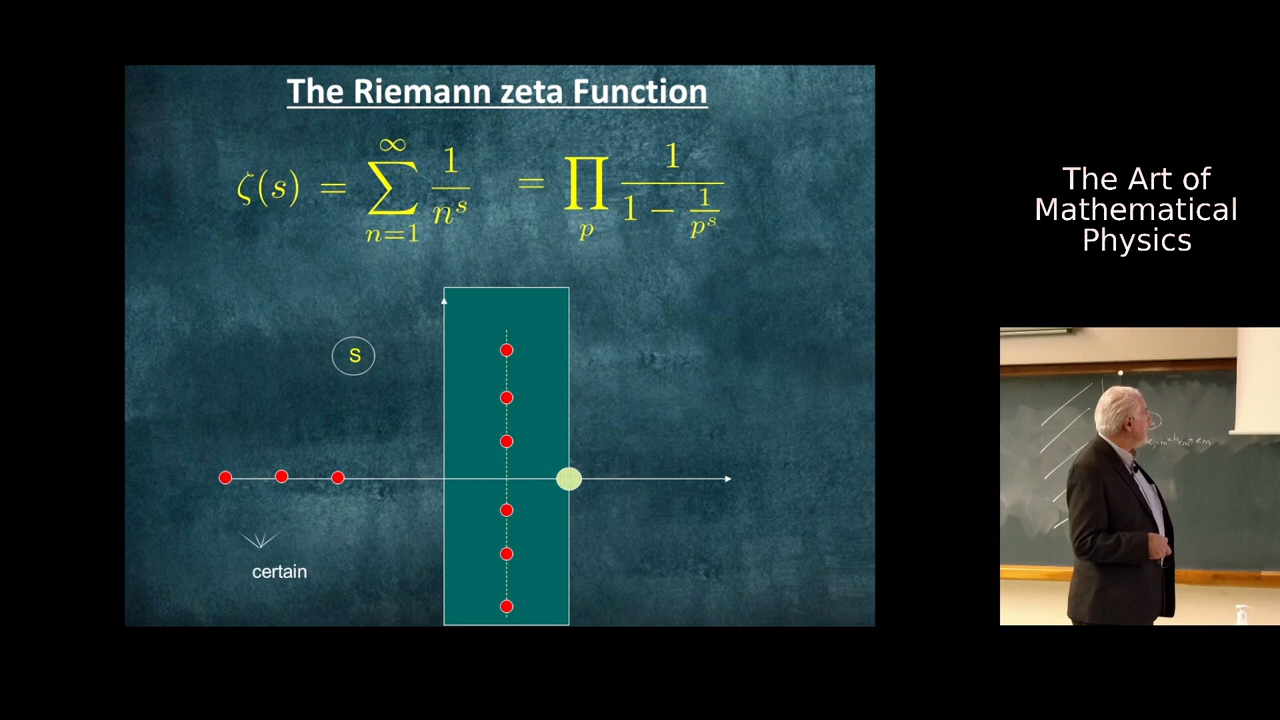 The Riemann zeta Function
ζ(s) = ∑_{n=1}^{∞} 1/n^s = ∏_p 1/(1 − 1/p^s)
S
certain
The Art of
Mathematical
Physics